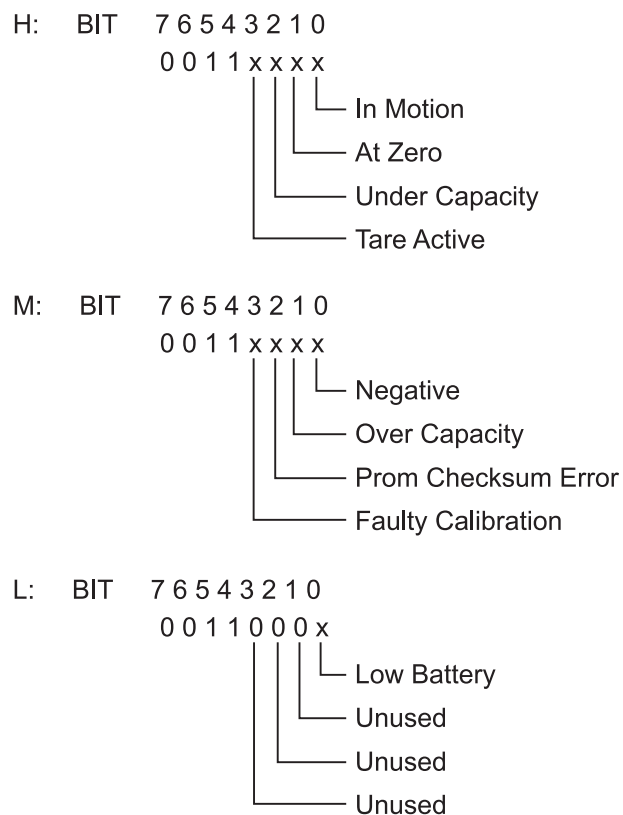 H: BIT 7 6 5 4 3 2 1 0
0 0 1 1 x x x x
In Motion
At Zero
Under Capacity
Tare Active
M: BIT 7 6 5 4 3 2 1 0
0 0 1 1 x x x x
Negative
Over Capacity
Prom Checksum Error
Faulty Calibration
L: BIT 7 6 5 4 3 2 1 0
0 0 1 1 0 0 0 x
Low Battery
Unused
Unused
Unused